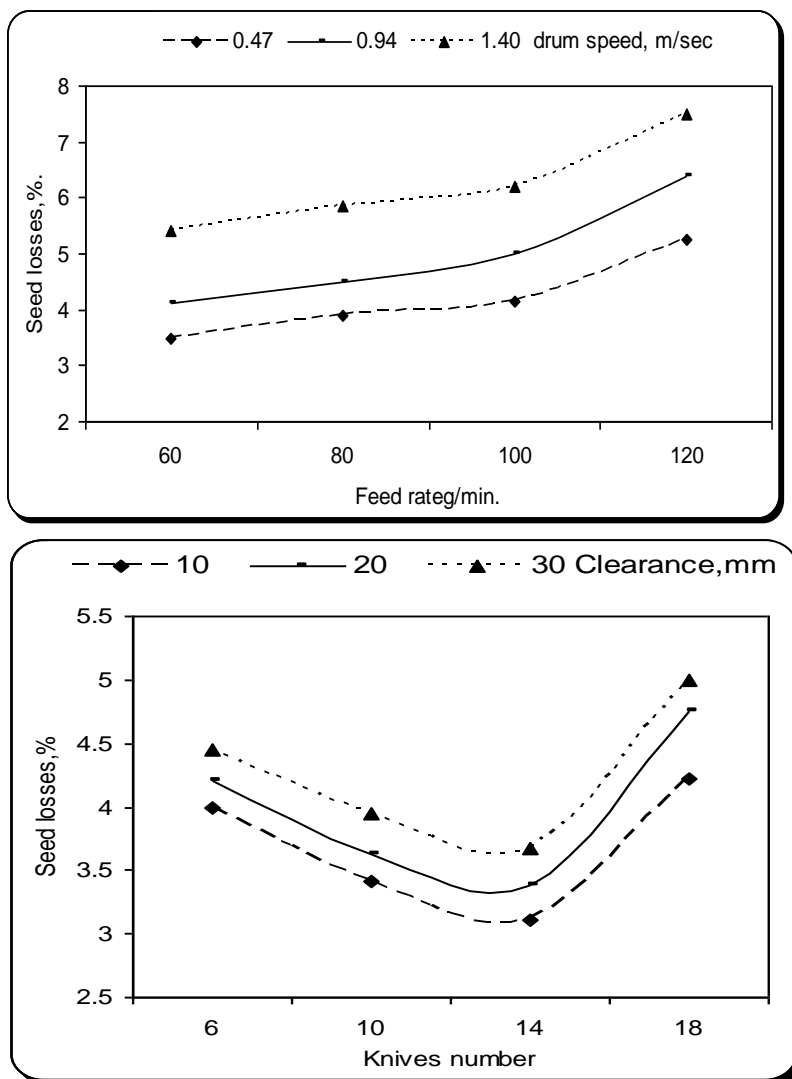 0.47 0.94 1.40 drum speed, m/sec
8
7
6
5
4
3
2
Seed losses,%.
60 80 100 120
Feed rateg/min.
10 20 30 Clearance,mm
5.5
5
4.5
4
3.5
3
2.5
Seed losses,%
6 10 14 18
Knives number